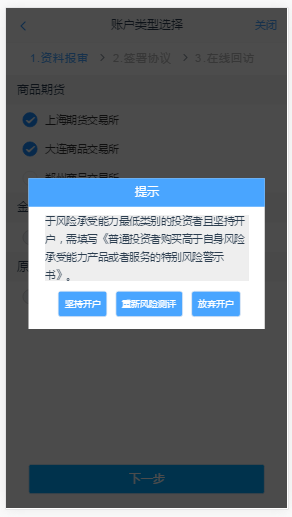 账户类型选择
关闭
1.资料报审 > 2.签署协议 > 3.在线回访
商品期货
上海期货交易所
大连商品交易所
郑州商品交易所
金
原
提示
于风险承受能力最低类别的投资者且坚持开
户，需填写《普通投资者购买高于自身风险
承受能力产品或者服务的特别风险警示
书》。
坚持开户
重新风险测评
放弃开户
下一步